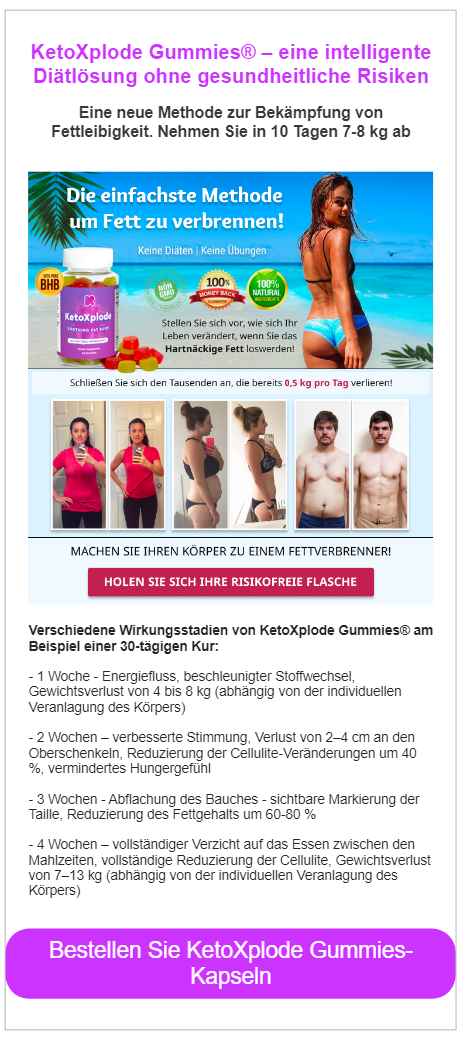 KetoXplode Gummies® – eine intelligente
Diätlösung ohne gesundheitliche Risiken
Eine neue Methode zur Bekämpfung von
Fettleibigkeit. Nehmen Sie in 10 Tagen 7-8 kg ab
Die einfachste Methode
um Fett zu verbrennen!
Keine Diäten | Keine Übungen
100% PURE
BHB
KetoXplode
SOOTHING FAT BURN
NON
GMO
100%
MONEY BACK
GUARANTEE
100%
NATURAL
INGREDIENTS
Stellen Sie sich vor, wie sich Ihr
Leben verändert, wenn Sie das
Hartnäckige Fett loswerden!
Schließen Sie sich den Tausenden an, die bereits 0,5 kg pro Tag verlieren!
MACHEN SIE IHREN KÖRPER ZU EINEM FETTVERBRENNER!
HOLEN SIE SICH IHRE RISIKOFREIE FLASCHE
Verschiedene Wirkungsstadien von KetoXplode Gummies® am
Beispiel einer 30-tägigen Kur:
- 1 Woche - Energiefluss, beschleunigter Stoffwechsel,
Gewichtsverlust von 4 bis 8 kg (abhängig von der individuellen
Veranlagung des Körpers)
- 2 Wochen – verbesserte Stimmung, Verlust von 2–4 cm an den
Oberschenkeln, Reduzierung der Cellulite-Veränderungen um 40
%, vermindertes Hungergefühl
- 3 Wochen - Abflachung des Bauches - sichtbare Markierung der
Taille, Reduzierung des Fettgehalts um 60-80 %
- 4 Wochen – vollständiger Verzicht auf das Essen zwischen den
Mahlzeiten, vollständige Reduzierung der Cellulite, Gewichtsverlust
von 7–13 kg (abhängig von der individuellen Veranlagung des
Körpers)
Bestellen Sie KetoXplode Gummies-
Kapseln